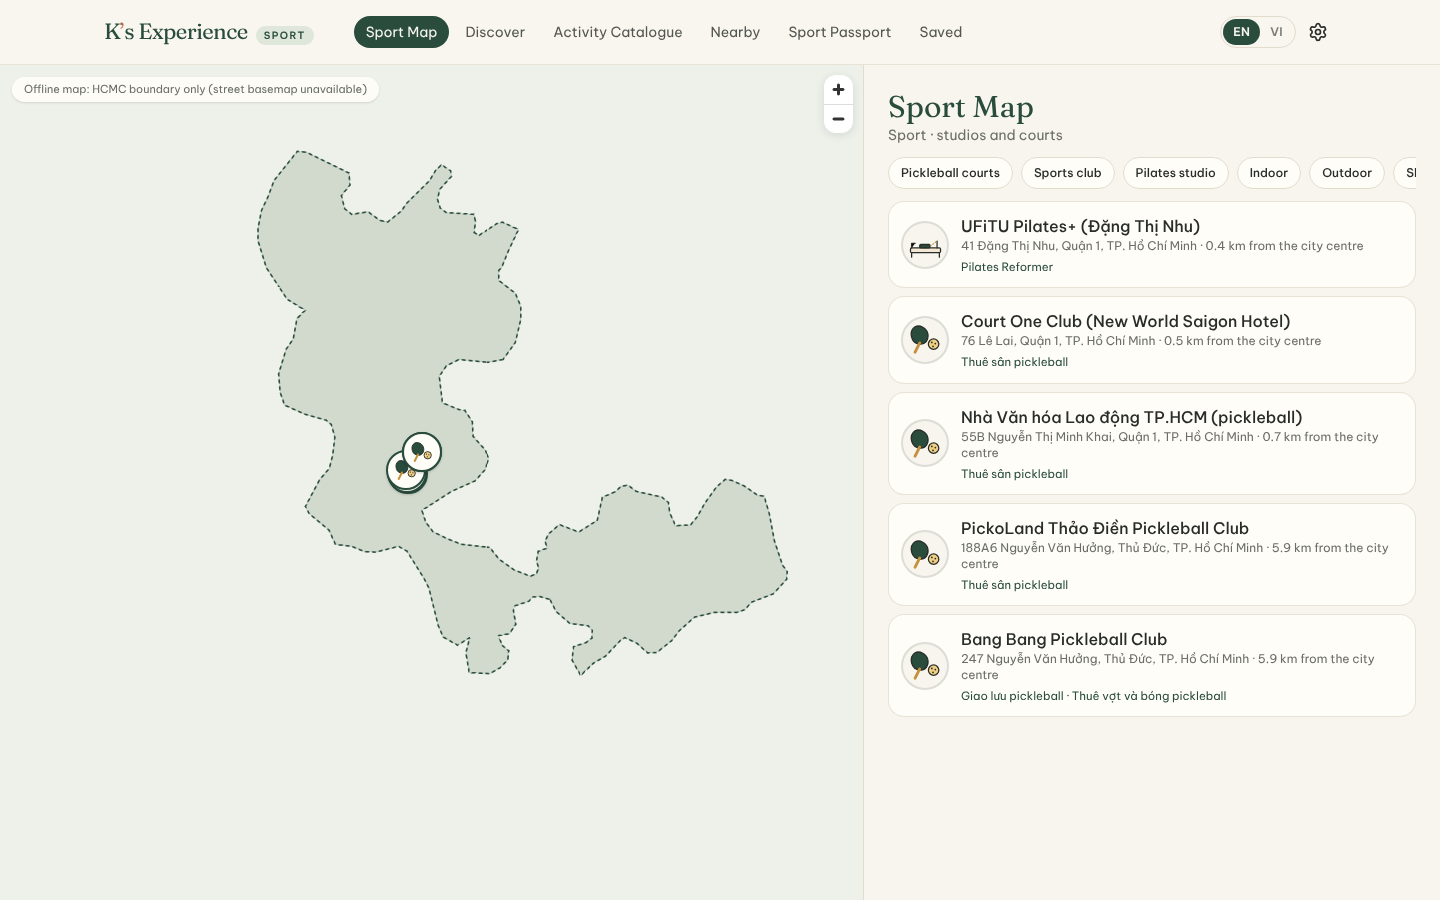 K's Experience SPORT
Sport Map
Discover
Activity Catalogue
Nearby
Sport Passport
Saved
EN
VI
Offline map: HCMC boundary only (street basemap unavailable)
Sport Map
Sport · studios and courts
Pickleball courts
Sports club
Pilates studio
Indoor
Outdoor
UFiTU Pilates+ (Đặng Thị Nhu)
41 Đặng Thị Nhu, Quận 1, TP. Hồ Chí Minh · 0.4 km from the city centre
Pilates Reformer
Court One Club (New World Saigon Hotel)
76 Lê Lai, Quận 1, TP. Hồ Chí Minh · 0.5 km from the city centre
Thuê sân pickleball
Nhà Văn hóa Lao động TP.HCM (pickleball)
55B Nguyễn Thị Minh Khai, Quận 1, TP. Hồ Chí Minh · 0.7 km from the city
centre
Thuê sân pickleball
PickoLand Thảo Điền Pickleball Club
188A6 Nguyễn Văn Hưởng, Thủ Đức, TP. Hồ Chí Minh · 5.9 km from the city
centre
Thuê sân pickleball
Bang Bang Pickleball Club
247 Nguyễn Văn Hưởng, Thủ Đức, TP. Hồ Chí Minh · 5.9 km from the city
centre
Giao lưu pickleball · Thuê vợt và bóng pickleball